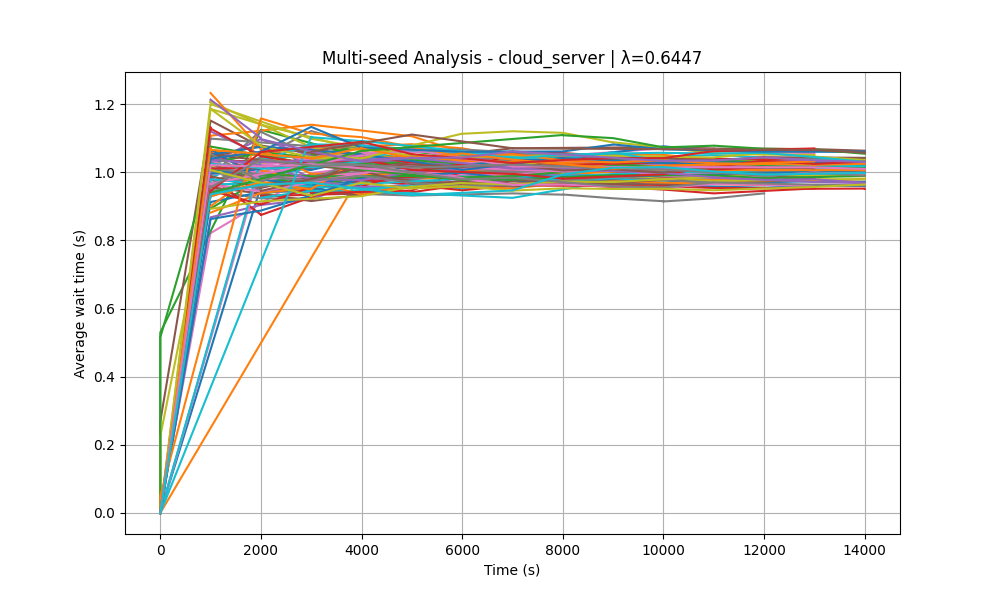 Multi-seed Analysis - cloud_server | λ=0.6447
Average wait time (s)
1.2
1.0
0.8
0.6
0.4
0.2
0.0
0 2000 4000 6000 8000 10000 12000 14000
Time (s)